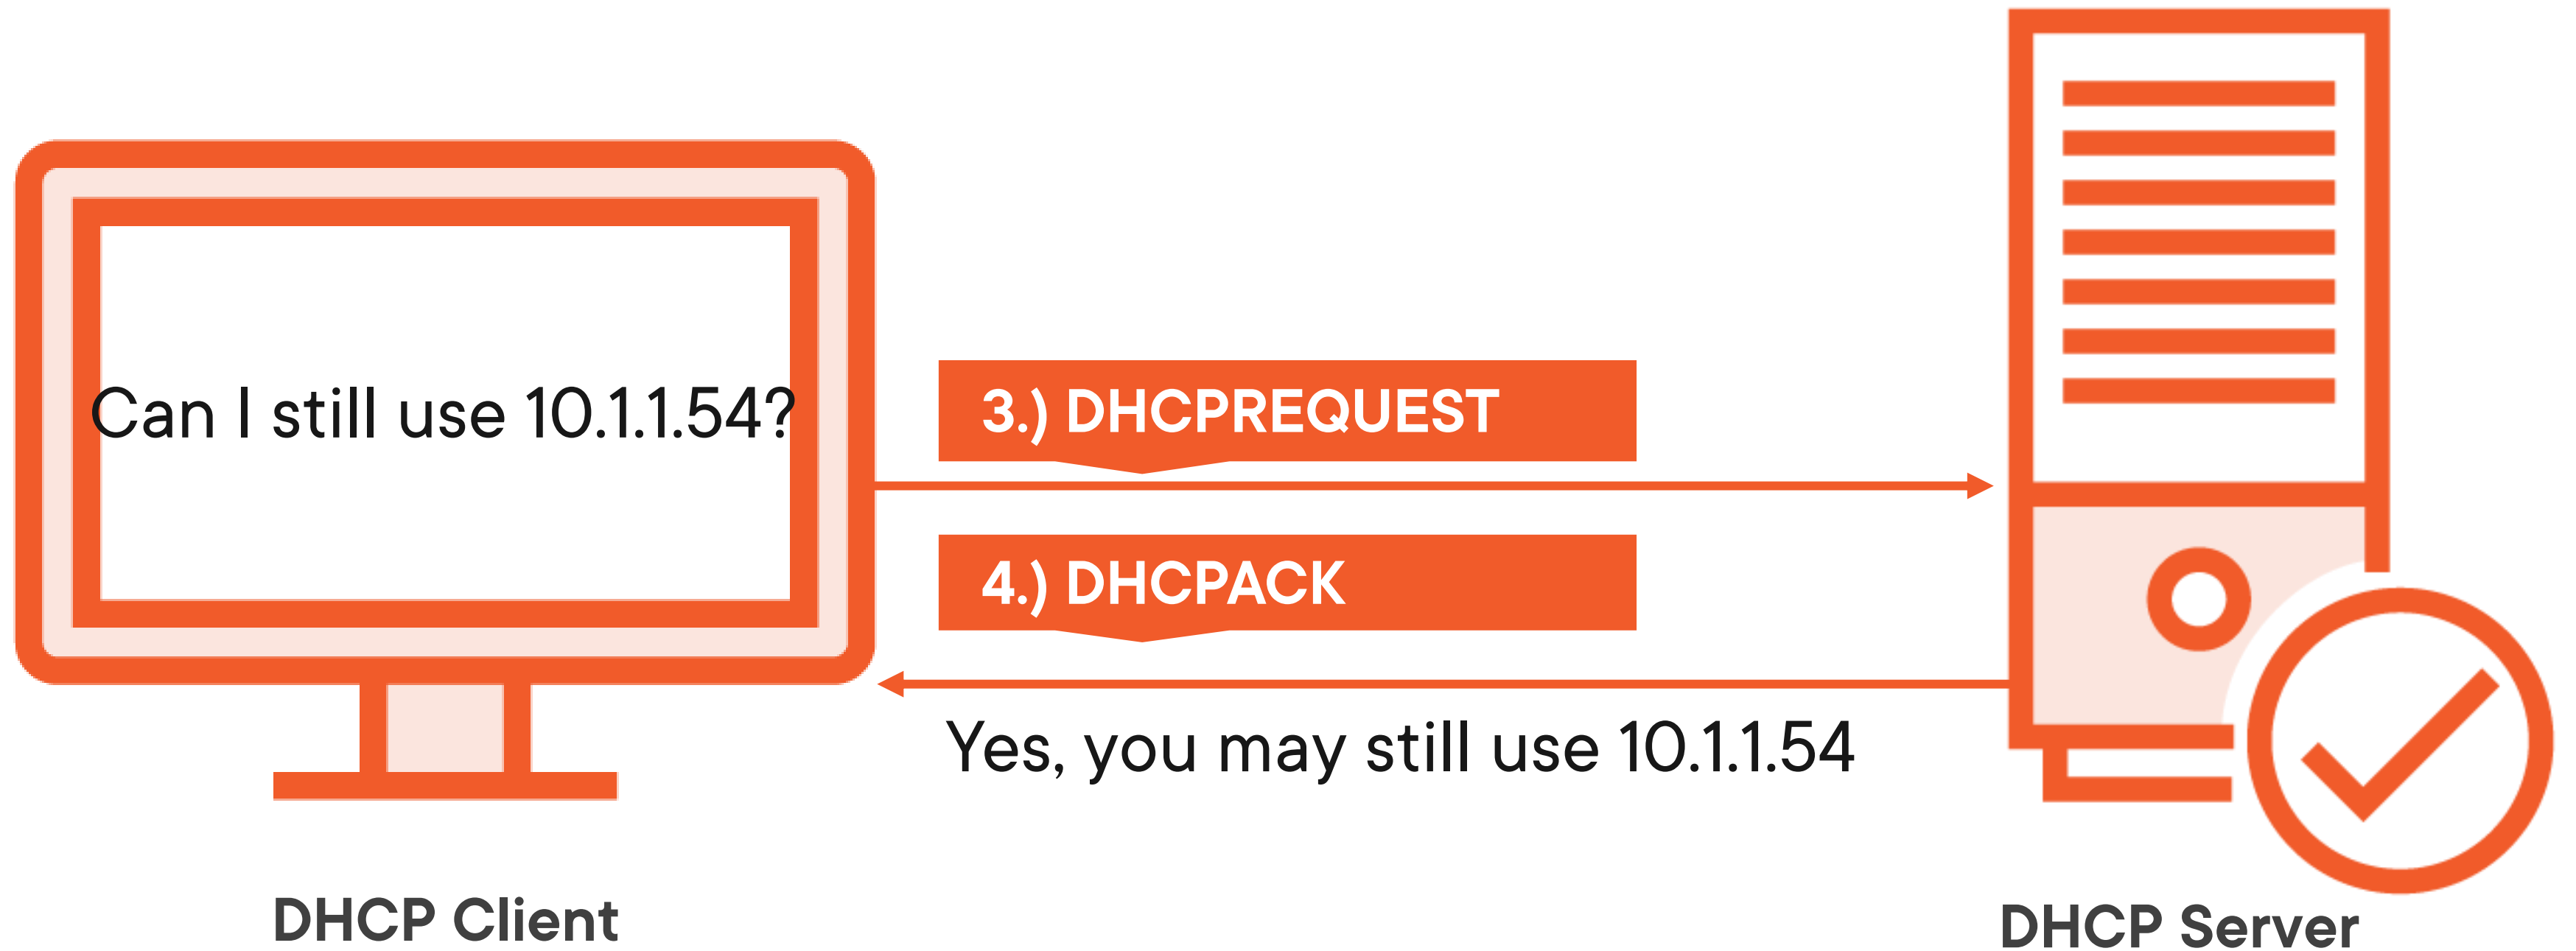 Can I still use 10.1.1.54?
3.) DHCPREQUEST
4.) DHCPACK
Yes, you may still use 10.1.1.54
DHCP Client
DHCP Server